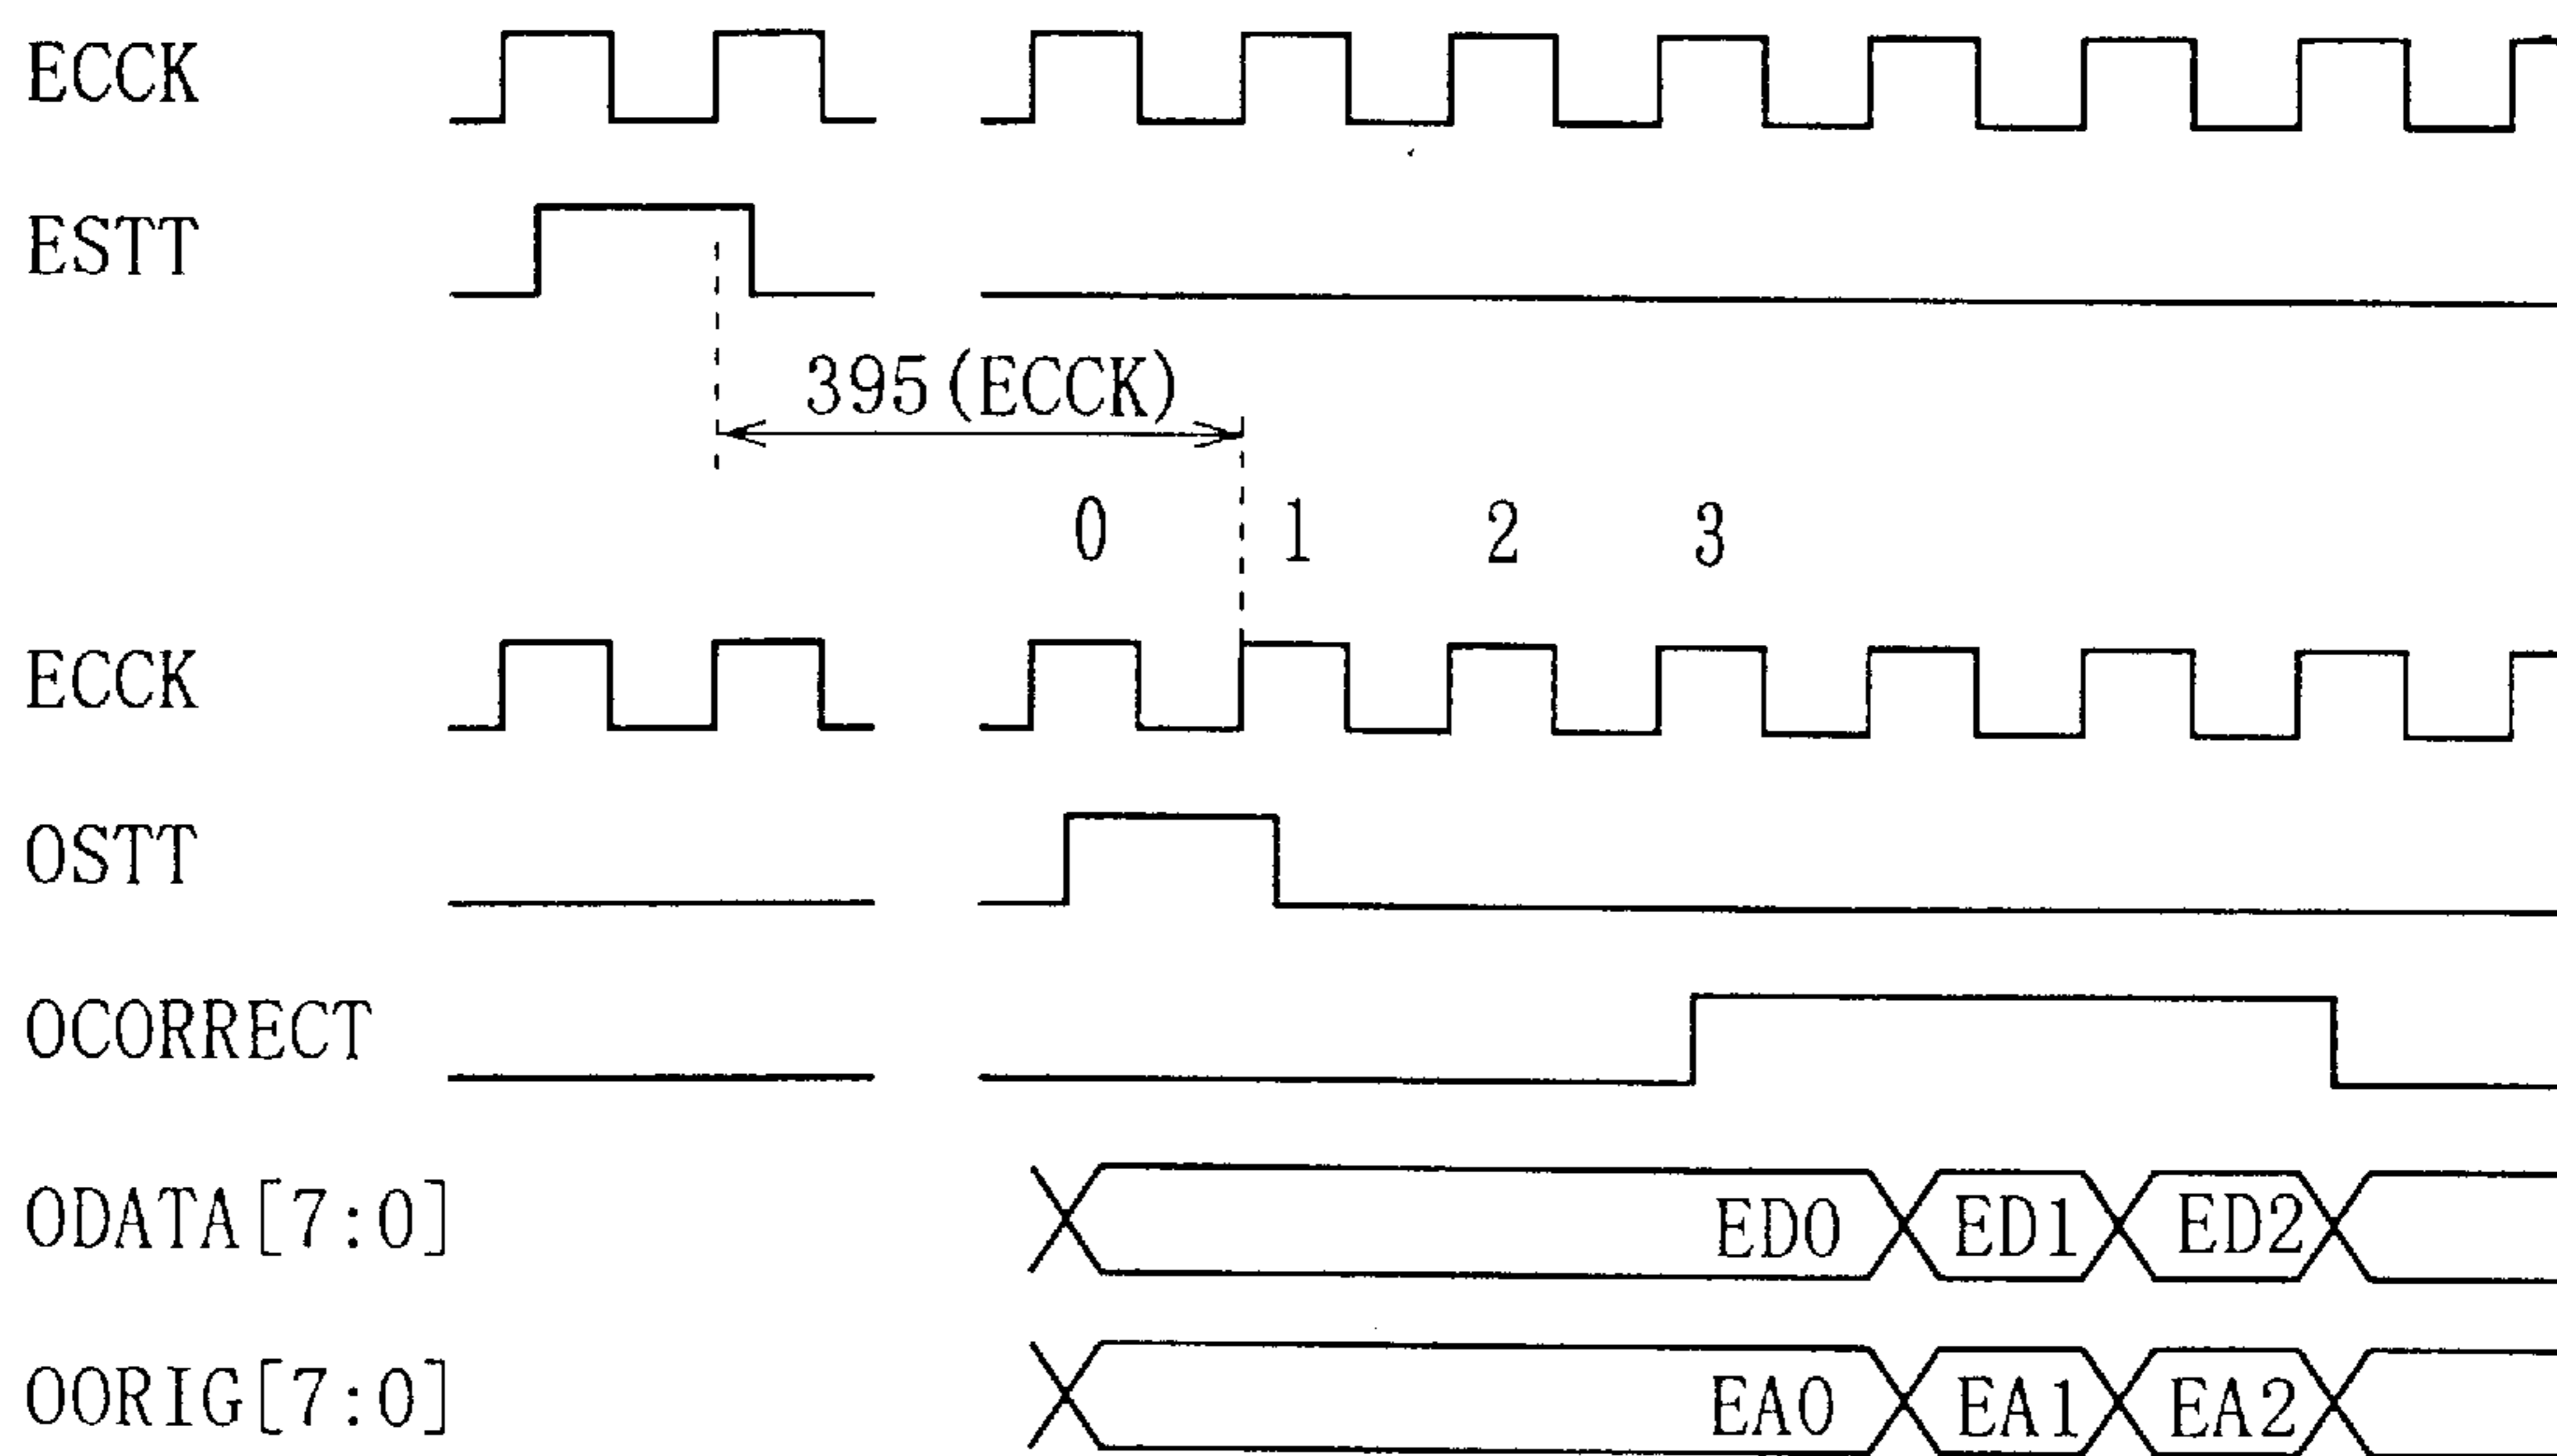 ECCK
ESTT
395(ECCK)
0 1 2 3
ECCK
OSTT
OCORRECT
ODATA[7:0] ED0 ED1 ED2
OORIG[7:0] EA0 EA1 EA2